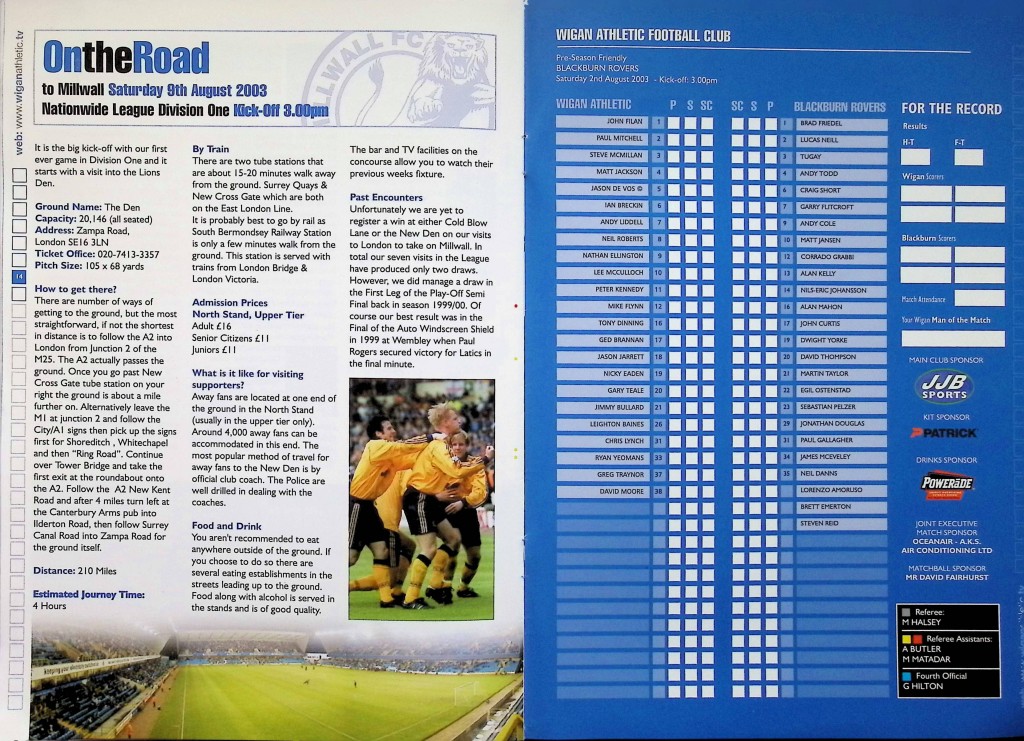 web: www.wiganathletic.tv
14
OntheRoad
to Millwall Saturday 9th August 2003
Nationwide League Division One Kick-Off 3.00pm
It is the big kick-off with our first
ever game in Division One and it
starts with a visit into the Lions
Den.
Ground Name: The Den
Capacity: 20,146 (all seated)
Address: Zampa Road,
London SE16 3LN
Ticket Office: 020-7413-3357
Pitch Size: 105 x 68 yards
How to get there?
There are number of ways of
getting to the ground, but the most
straightforward, if not the shortest
in distance is to follow the A2 into
London from Junction 2 of the
M25. The A2 actually passes the
ground. Once you go past New
Cross Gate tube station on your
right the ground is about a mile
further on. Alternatively leave the
M1 at junction 2 and follow the
City/A1 signs then pick up the signs
first for Shoreditch , Whitechapel
and then "Ring Road". Continue
over Tower Bridge and take the
first exit at the roundabout onto
the A2. Follow the A2 New Kent
Road and after 4 miles turn left at
the Canterbury Arms pub into
Ilderton Road, then follow Surrey
Canal Road into Zampa Road for
the ground itself.
Distance: 210 Miles
Estimated Journey Time:
4 Hours
By Train
There are two tube stations that
are about 15-20 minutes walk away
from the ground. Surrey Quays &
New Cross Gate which are both
on the East London Line.
It is probably best to go by rail as
South Bermondsey Railway Station
is only a few minutes walk from the
ground. This station is served with
trains from London Bridge &
London Victoria.
Admission Prices
North Stand, Upper Tier
Adult £16
Senior Citizens £11
Juniors £11
What is it like for visiting
supporters?
Away fans are located at one end of
the ground in the North Stand
(usually in the upper tier only).
Around 4,000 away fans can be
accommodated in this end. The
most popular method of travel for
away fans to the New Den is by
official club coach. The Police are
well drilled in dealing with the
coaches.
Food and Drink
You aren't recommended to eat
anywhere outside of the ground. If
you choose to do so there are
several eating establishments in the
streets leading up to the ground.
Food along with alcohol is served in
the stands and is of good quality.
The bar and TV facilities on the
concourse allow you to watch their
previous weeks fixture.
Past Encounters
Unfortunately we are yet to
register a win at either Cold Blow
Lane or the New Den on our visits
to London to take on Millwall. In
total our seven visits in the League
have produced only two draws.
However, we did manage a draw in
the First Leg of the Play-Off Semi
Final back in season 1999/00. Of
course our best result was in the
Final of the Auto Windscreen Shield
in 1999 at Wembley when Paul
Rogers secured victory for Latics in
the final minute.
WIGAN ATHLETIC FOOTBALL CLUB
Pre-Season Friendly
BLACKBURN ROVERS
Saturday 2nd August 2003 - Kick-off: 3.00pm
WIGAN ATHLETIC P S SC SC S P BLACKBURN ROVERS
JOHN FILAN 1 1 BRAD FRIEDEL
PAUL MITCHELL 2 2 LUCAS NEILL
STEVE MCMILLAN 3 3 TUGAY
MATT JACKSON 4 4 ANDY TODD
JASON DE VOS © 5 6 CRAIG SHORT
IAN BRECKIN 6 7 GARRY FLITCROFT
ANDY LIDDELL 7 9 ANDY COLE
NEIL ROBERTS 8 10 MATT JANSEN
NATHAN ELLINGTON 9 12 CORRADO GRABBI
LEE MCCULLOCH 10 13 ALAN KELLY
PETER KENNEDY 11 14 NILS-ERIC JOHANSSON
MIKE FLYNN 12 16 ALAN MAHON
TONY DINNING 16 17 JOHN CURTIS
GED BRANNAN 17 19 DWIGHT YORKE
JASON JARRETT 18 20 DAVID THOMPSON
NICKY EADEN 19 21 MARTIN TAYLOR
GARY TEALE 20 22 EGIL OSTENSTAD
JIMMY BULLARD 21 23 SEBASTIAN PELZER
LEIGHTON BAINES 26 29 JONATHAN DOUGLAS
CHRIS LYNCH 31 31 PAUL GALLAGHER
RYAN YEOMANS 33 34 JAMES MCEVELEY
GREG TRAYNOR 37 35 NEIL DANNS
DAVID MOORE 38 LORENZO AMORUSO
BRETT EMERTON
STEVEN REID
FOR THE RECORD
Results
H-T F-T
Wigan Scorers
Blackburn Scorers
Match Attendance
Your Wigan Man of the Match
MAIN CLUB SPONSOR
JJB
SPORTS
KIT SPONSOR
PATRICK
DRINKS SPONSOR
POWERADE
JOINT EXECUTIVE
MATCH SPONSOR
OCEANAIR - A.K.S.
AIR CONDITIONING LTD
MATCHBALL SPONSOR
MR DAVID FAIRHURST
Referee:
M HALSEY
Referee Assistants:
A BUTLER
M MATADAR
Fourth Official
G HILTON